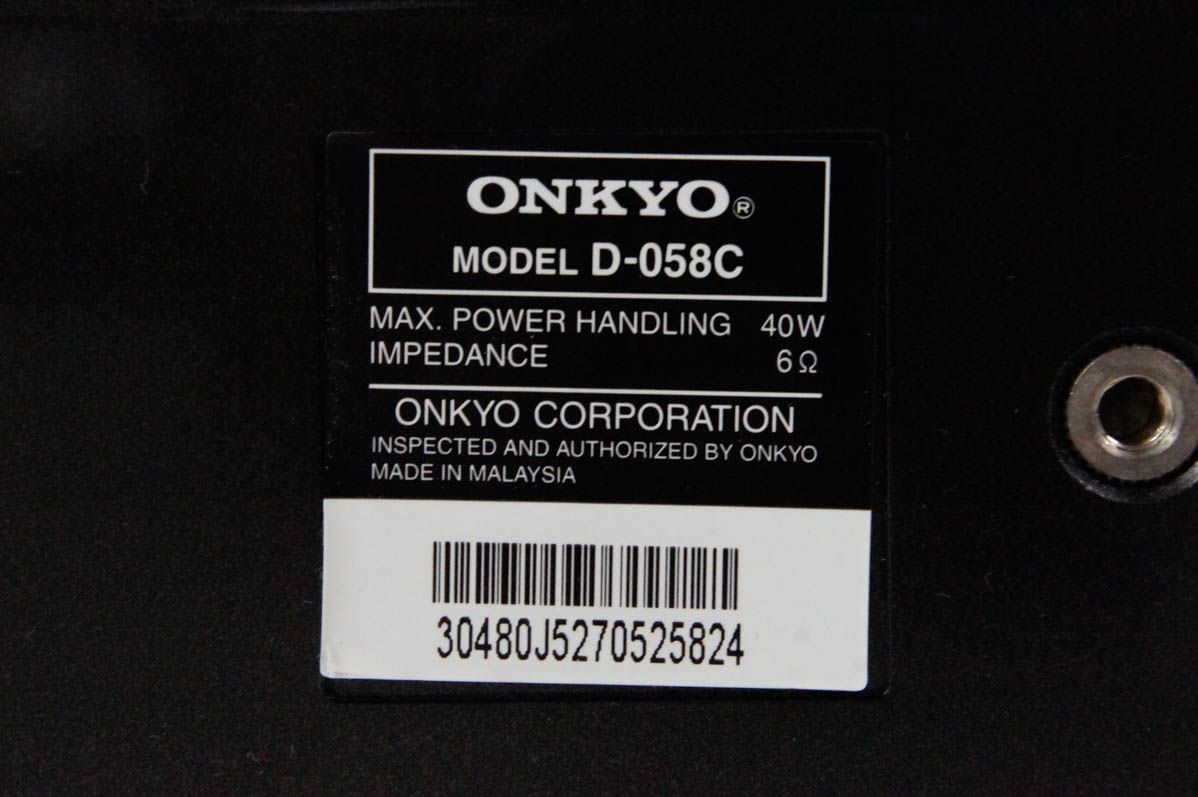 ONKYO®
MODEL D-058C
MAX. POWER HANDLING 40W
IMPEDANCE 6Ω
ONKYO CORPORATION
INSPECTED AND AUTHORIZED BY ONKYO
MADE IN MALAYSIA
30480J5270525824